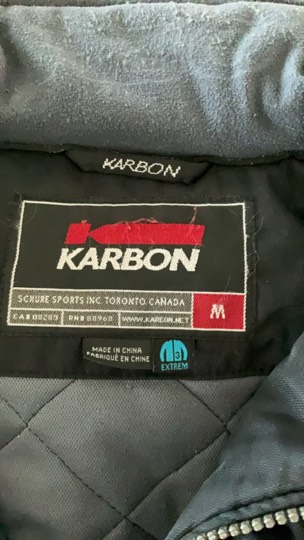 KARBON
KARBON
SCHURE SPORTS INC. TORONTO, CANADA
M
CA# 08289 RN# 88968 WWW.KARBON.NET
MADE IN CHINA
FABRIQUÉ EN CHINE
3
EXTREM